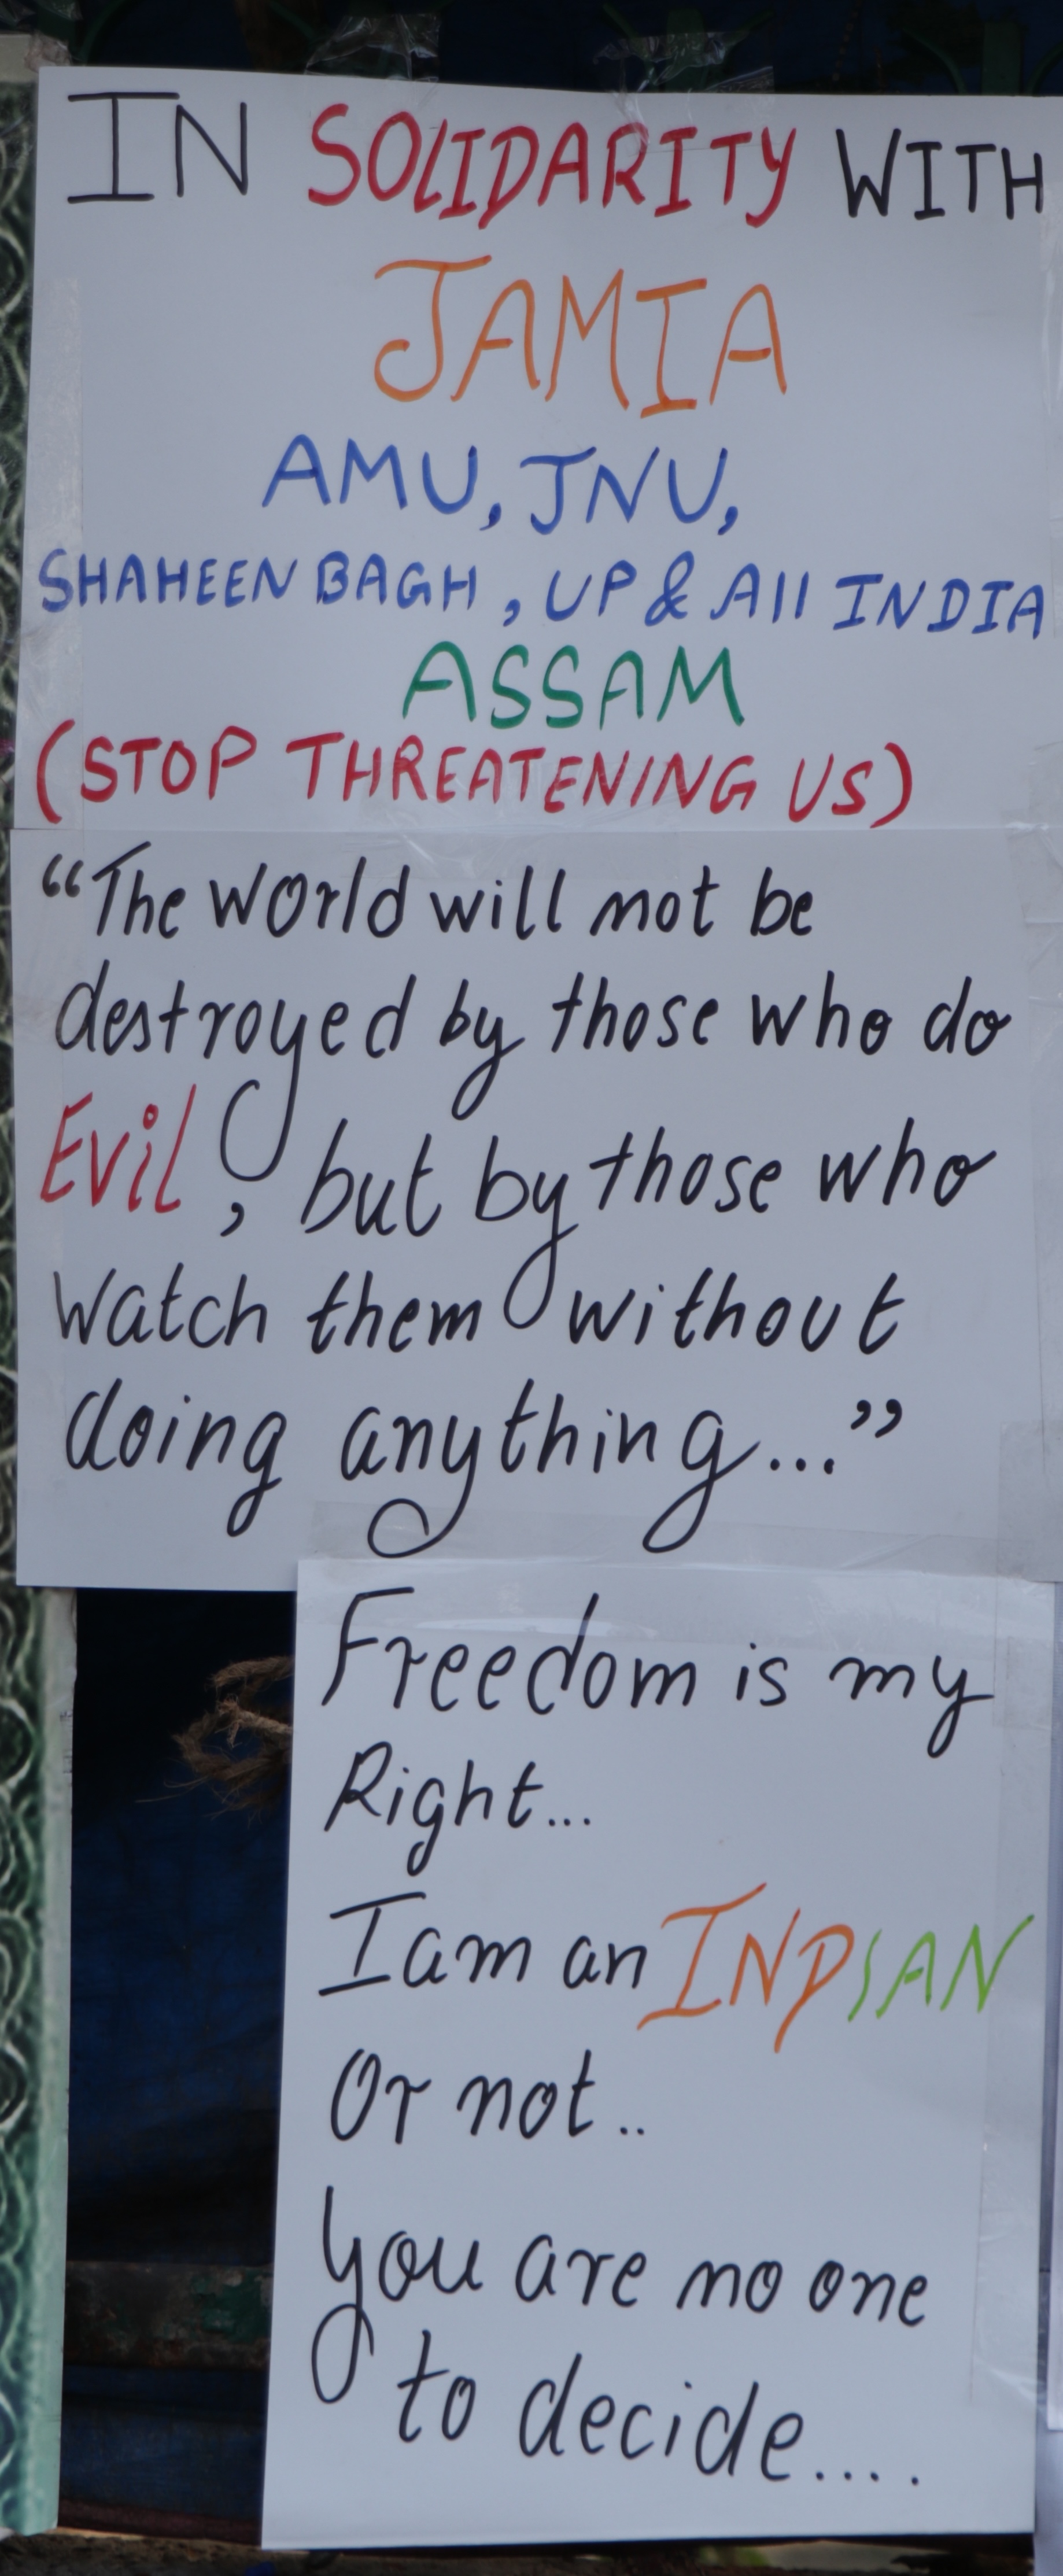 IN SOLIDARITY WITH
JAMIA
AMU, JNU,
SHAHEEN BAGH, UP & All INDIA
ASSAM
(STOP THREATENING US)
“The world will not be
destroyed by those who do
Evil, but by those who
watch them without
doing anything...”
Freedom is my
Right...
I am an INDIAN
Or not..
You are no one
to decide....